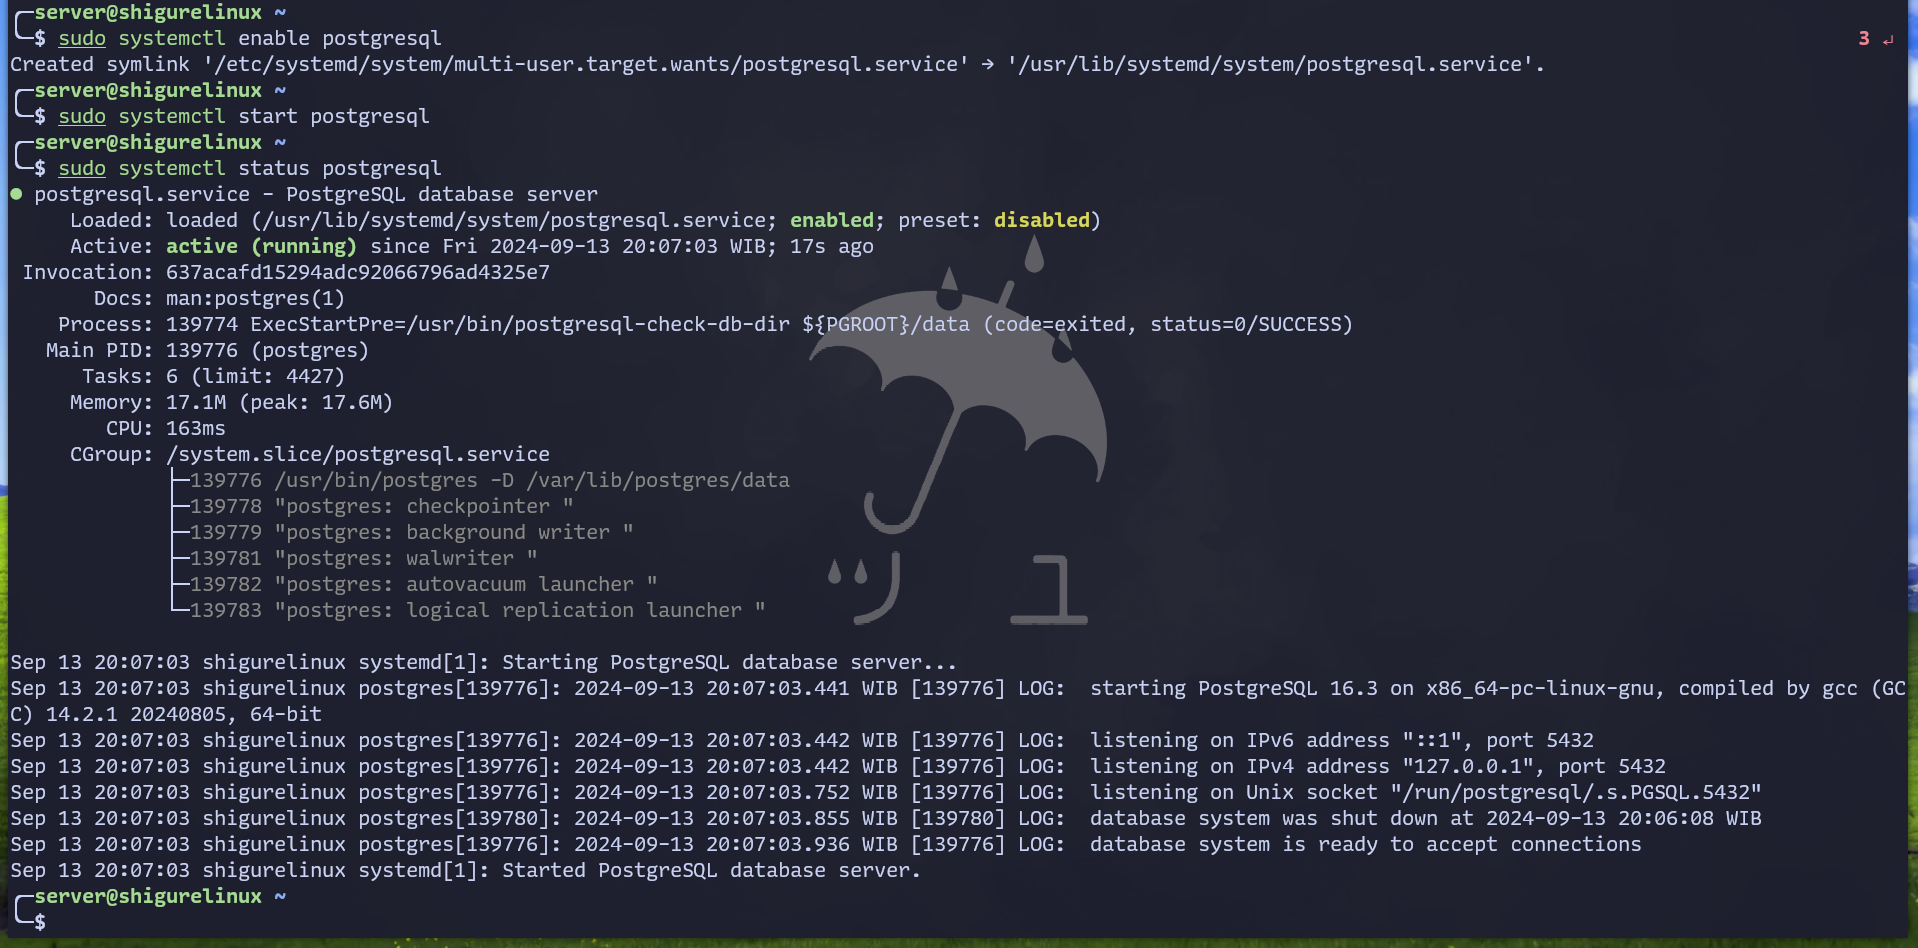 server@shigurelinux ~
$ sudo systemctl enable postgresql 3 ↵
Created symlink '/etc/systemd/system/multi-user.target.wants/postgresql.service' → '/usr/lib/systemd/system/postgresql.service'.
server@shigurelinux ~
$ sudo systemctl start postgresql
server@shigurelinux ~
$ sudo systemctl status postgresql
● postgresql.service - PostgreSQL database server
Loaded: loaded (/usr/lib/systemd/system/postgresql.service; enabled; preset: disabled)
Active: active (running) since Fri 2024-09-13 20:07:03 WIB; 17s ago
Invocation: 637acafd15294adc92066796ad4325e7
Docs: man:postgres(1)
Process: 139774 ExecStartPre=/usr/bin/postgresql-check-db-dir ${PGROOT}/data (code=exited, status=0/SUCCESS)
Main PID: 139776 (postgres)
Tasks: 6 (limit: 4427)
Memory: 17.1M (peak: 17.6M)
CPU: 163ms
CGroup: /system.slice/postgresql.service
├─139776 /usr/bin/postgres -D /var/lib/postgres/data
├─139778 "postgres: checkpointer "
├─139779 "postgres: background writer "
├─139781 "postgres: walwriter "
├─139782 "postgres: autovacuum launcher "
└─139783 "postgres: logical replication launcher "
ツユ
Sep 13 20:07:03 shigurelinux systemd[1]: Starting PostgreSQL database server...
Sep 13 20:07:03 shigurelinux postgres[139776]: 2024-09-13 20:07:03.441 WIB [139776] LOG:  starting PostgreSQL 16.3 on x86_64-pc-linux-gnu, compiled by gcc (GC
C) 14.2.1 20240805, 64-bit
Sep 13 20:07:03 shigurelinux postgres[139776]: 2024-09-13 20:07:03.442 WIB [139776] LOG:  listening on IPv6 address "::1", port 5432
Sep 13 20:07:03 shigurelinux postgres[139776]: 2024-09-13 20:07:03.442 WIB [139776] LOG:  listening on IPv4 address "127.0.0.1", port 5432
Sep 13 20:07:03 shigurelinux postgres[139776]: 2024-09-13 20:07:03.752 WIB [139776] LOG:  listening on Unix socket "/run/postgresql/.s.PGSQL.5432"
Sep 13 20:07:03 shigurelinux postgres[139780]: 2024-09-13 20:07:03.855 WIB [139780] LOG:  database system was shut down at 2024-09-13 20:06:08 WIB
Sep 13 20:07:03 shigurelinux postgres[139776]: 2024-09-13 20:07:03.936 WIB [139776] LOG:  database system is ready to accept connections
Sep 13 20:07:03 shigurelinux systemd[1]: Started PostgreSQL database server.
server@shigurelinux ~
$